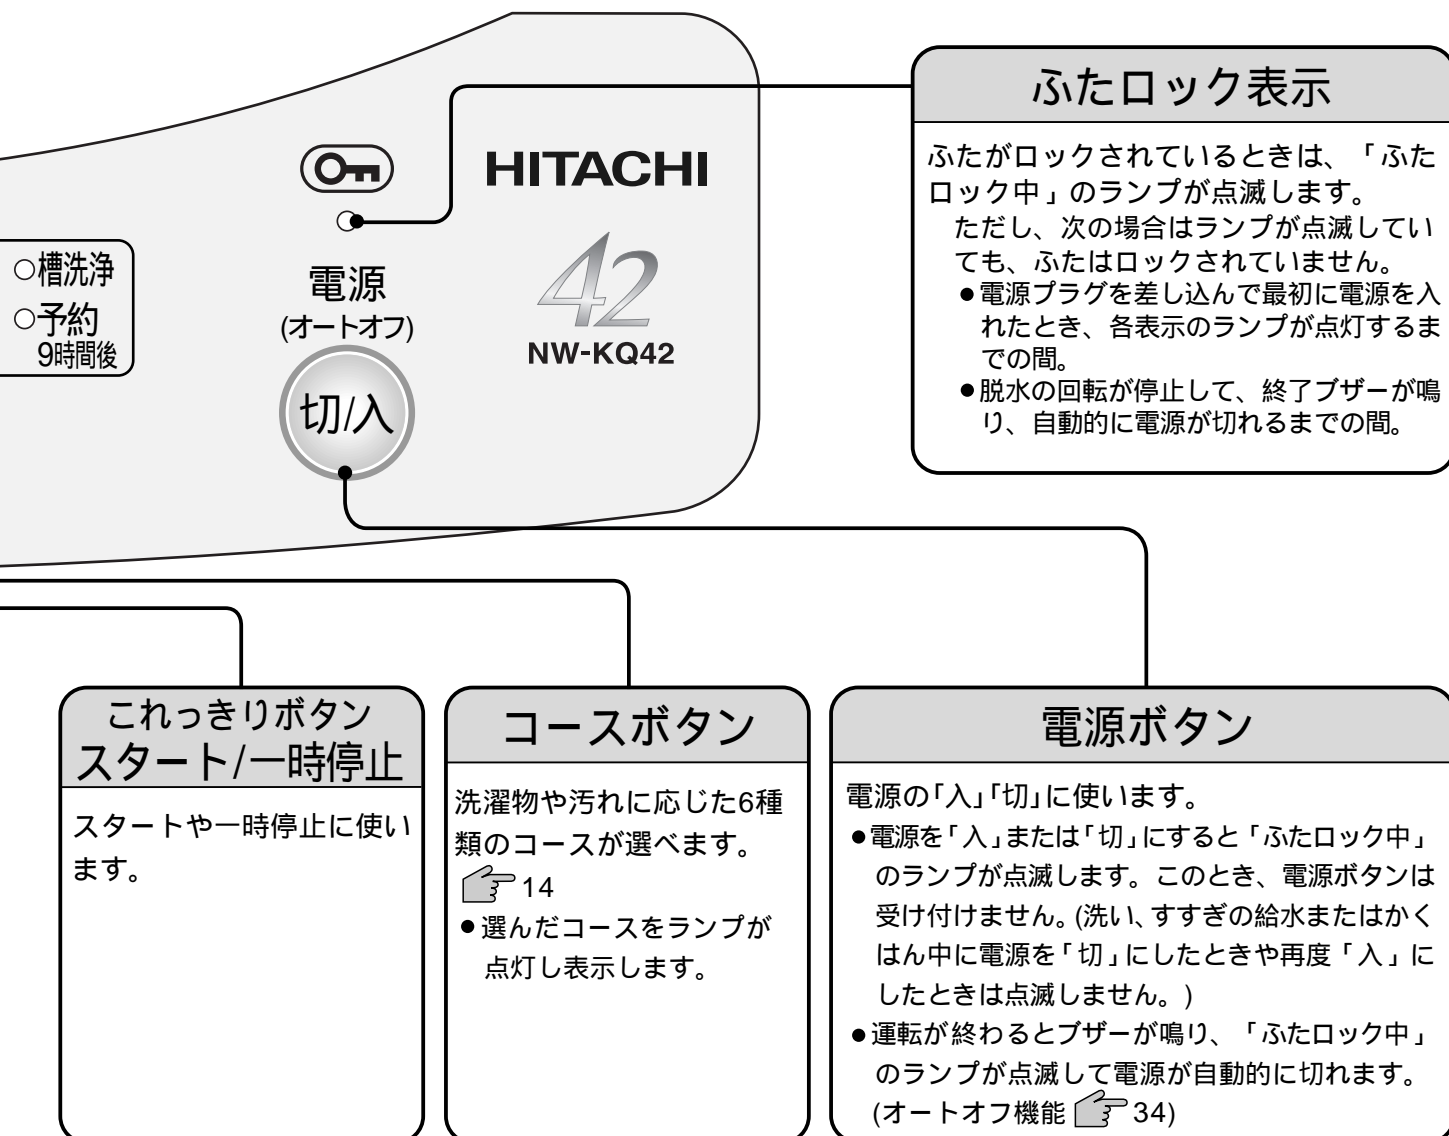 ○槽洗浄
○予約
9時間後
電源
(オートオフ)
切/入
HITACHI
42
NW-KQ42
ふたロック表示
ふたがロックされているときは、「ふた
ロック中」のランプが点滅します。
ただし、次の場合はランプが点滅してい
ても、ふたはロックされていません。
●電源プラグを差し込んで最初に電源を入
れたとき、各表示のランプが点灯するま
での間。
●脱水の回転が停止して、終了ブザーが鳴
り、自動的に電源が切れるまでの間。
これっきりボタン
スタート/一時停止
スタートや一時停止に使い
ます。
コースボタン
洗濯物や汚れに応じた6種
類のコースが選べます。
14
●選んだコースをランプが
点灯し表示します。
電源ボタン
電源の「入」「切」に使います。
●電源を「入」または「切」にすると「ふたロック中」
のランプが点滅します。このとき、電源ボタンは
受け付けません。(洗い、すすぎの給水またはかく
はん中に電源を「切」にしたときや再度「入」に
したときは点滅しません。)
●運転が終わるとブザーが鳴り、「ふたロック中」
のランプが点滅して電源が自動的に切れます。
(オートオフ機能 34)